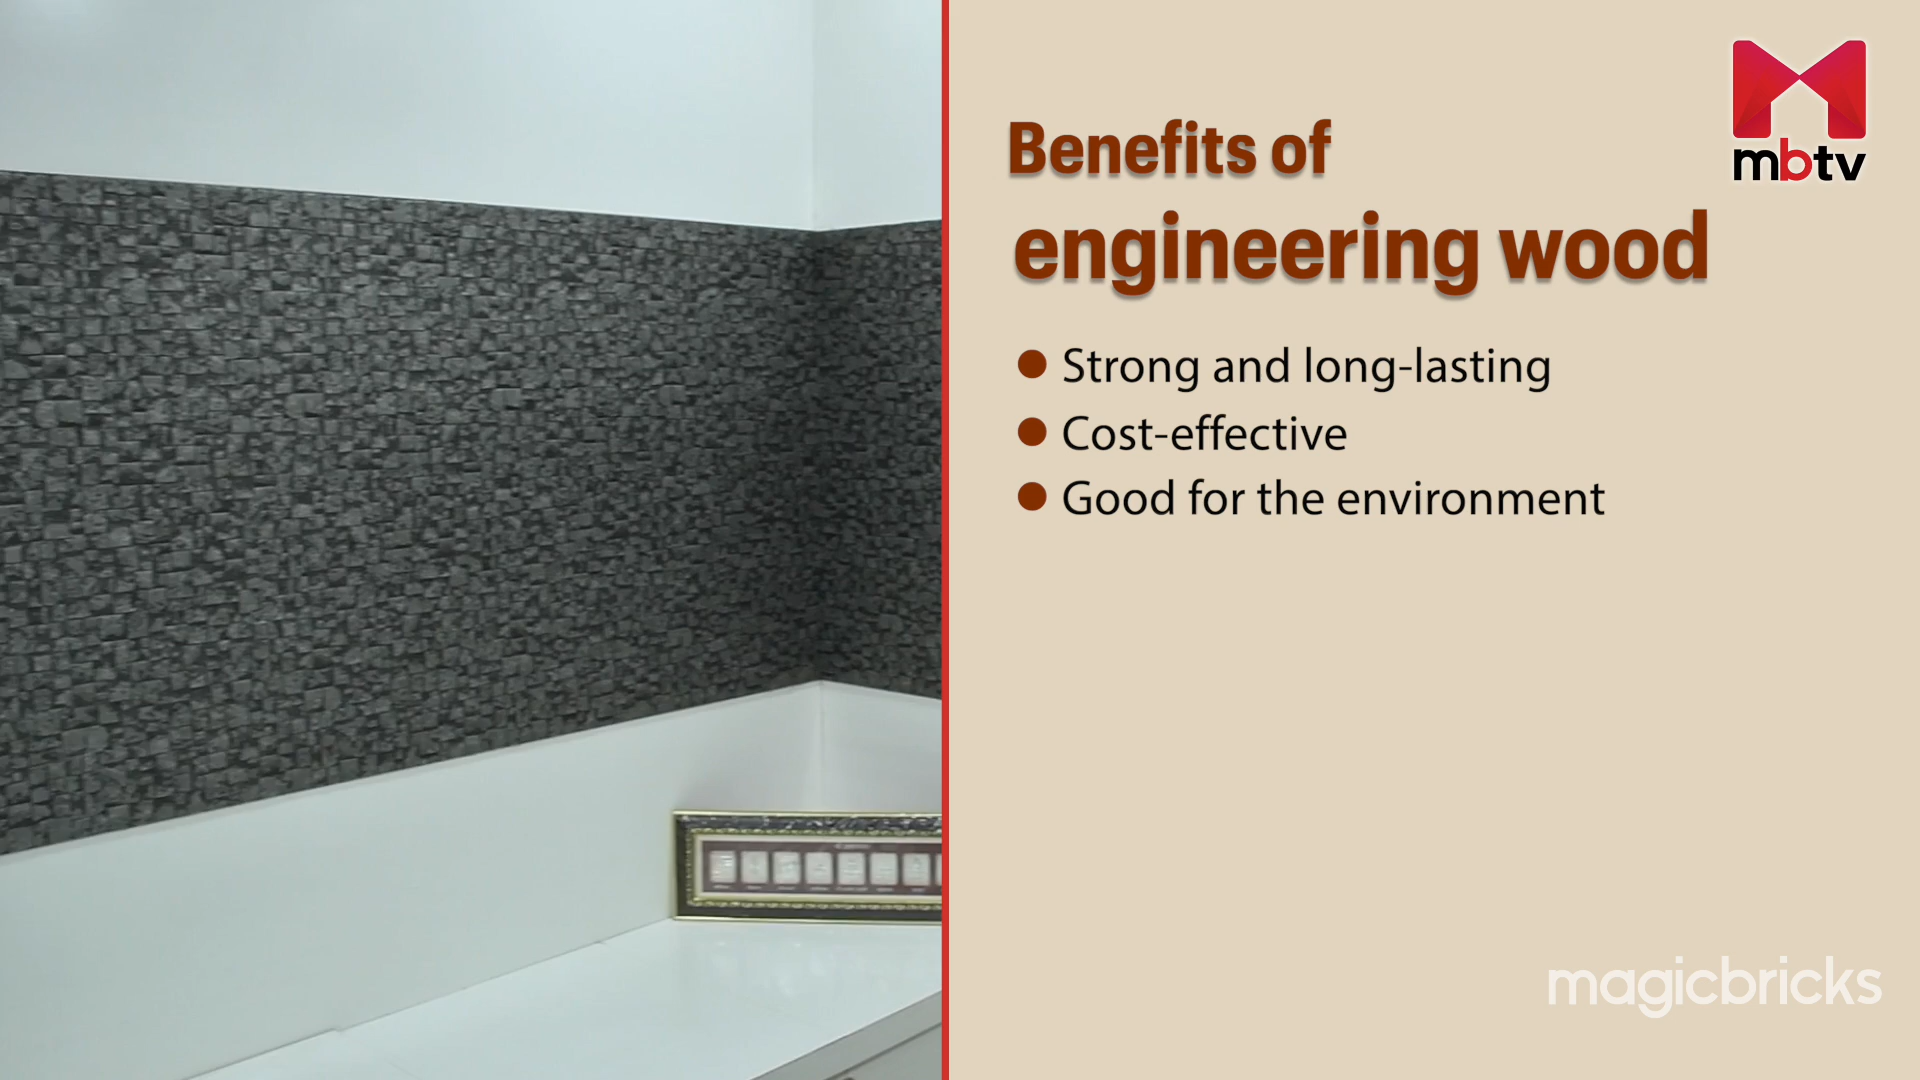 Benefits of
engineering wood
Strong and long-lasting
Cost-effective
Good for the environment
mbtv
magicbricks